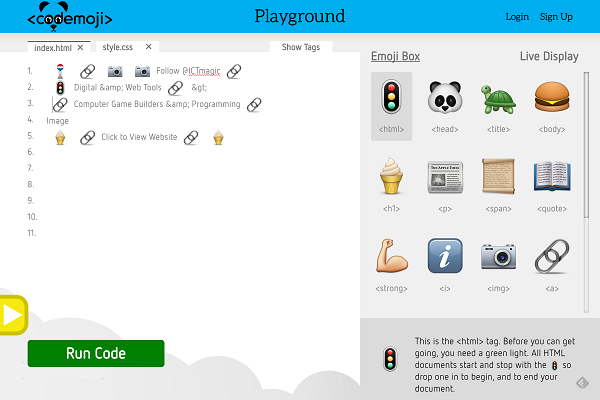 <codemoji>
Playground
Login Sign Up
index.html ✕ style.css ✕ Show Tags
1. Follow @ICTmagic
2. Digital &amp; Web Tools &gt;
3. Computer Game Builders &amp; Programming
4. Image
5. Click to View Website
6.
7.
8.
9.
10.
11.
Run Code
Emoji Box Live Display
<html> <head> <title> <body>
<h1> <p> <span> <quote>
<strong> <i> <img> <a>
This is the <html> tag. Before you can get
going, you need a green light. All HTML
documents start and stop with the 🚦 so
drop one in to begin, and to end your
document.